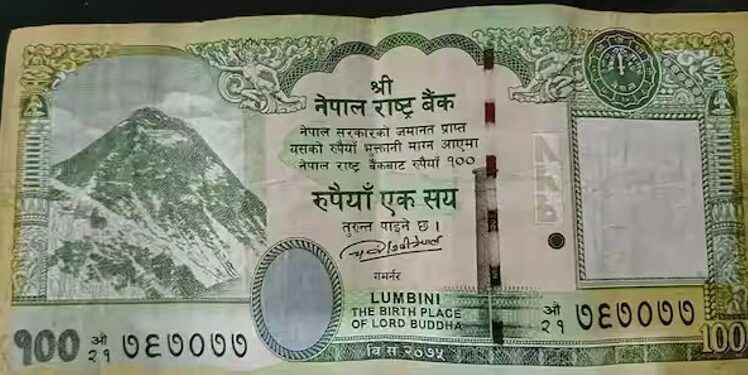 श्री
नेपाल राष्ट्र बैंक
नेपाल सरकारको जमानत प्राप्त
यसको रुपैयाँ भुक्तानी माग्न आएमा
नेपाल राष्ट्र बैंकबाट रुपैयाँ १००
रुपैयाँ एक सय
तुरुन्त पाइने छ।
गभर्नर
LUMBINI
THE BIRTH PLACE
OF LORD BUDDHA
वि सं २०७५
१००
औ
२१
७६७०७७
औ
२१
७६७०७७
100